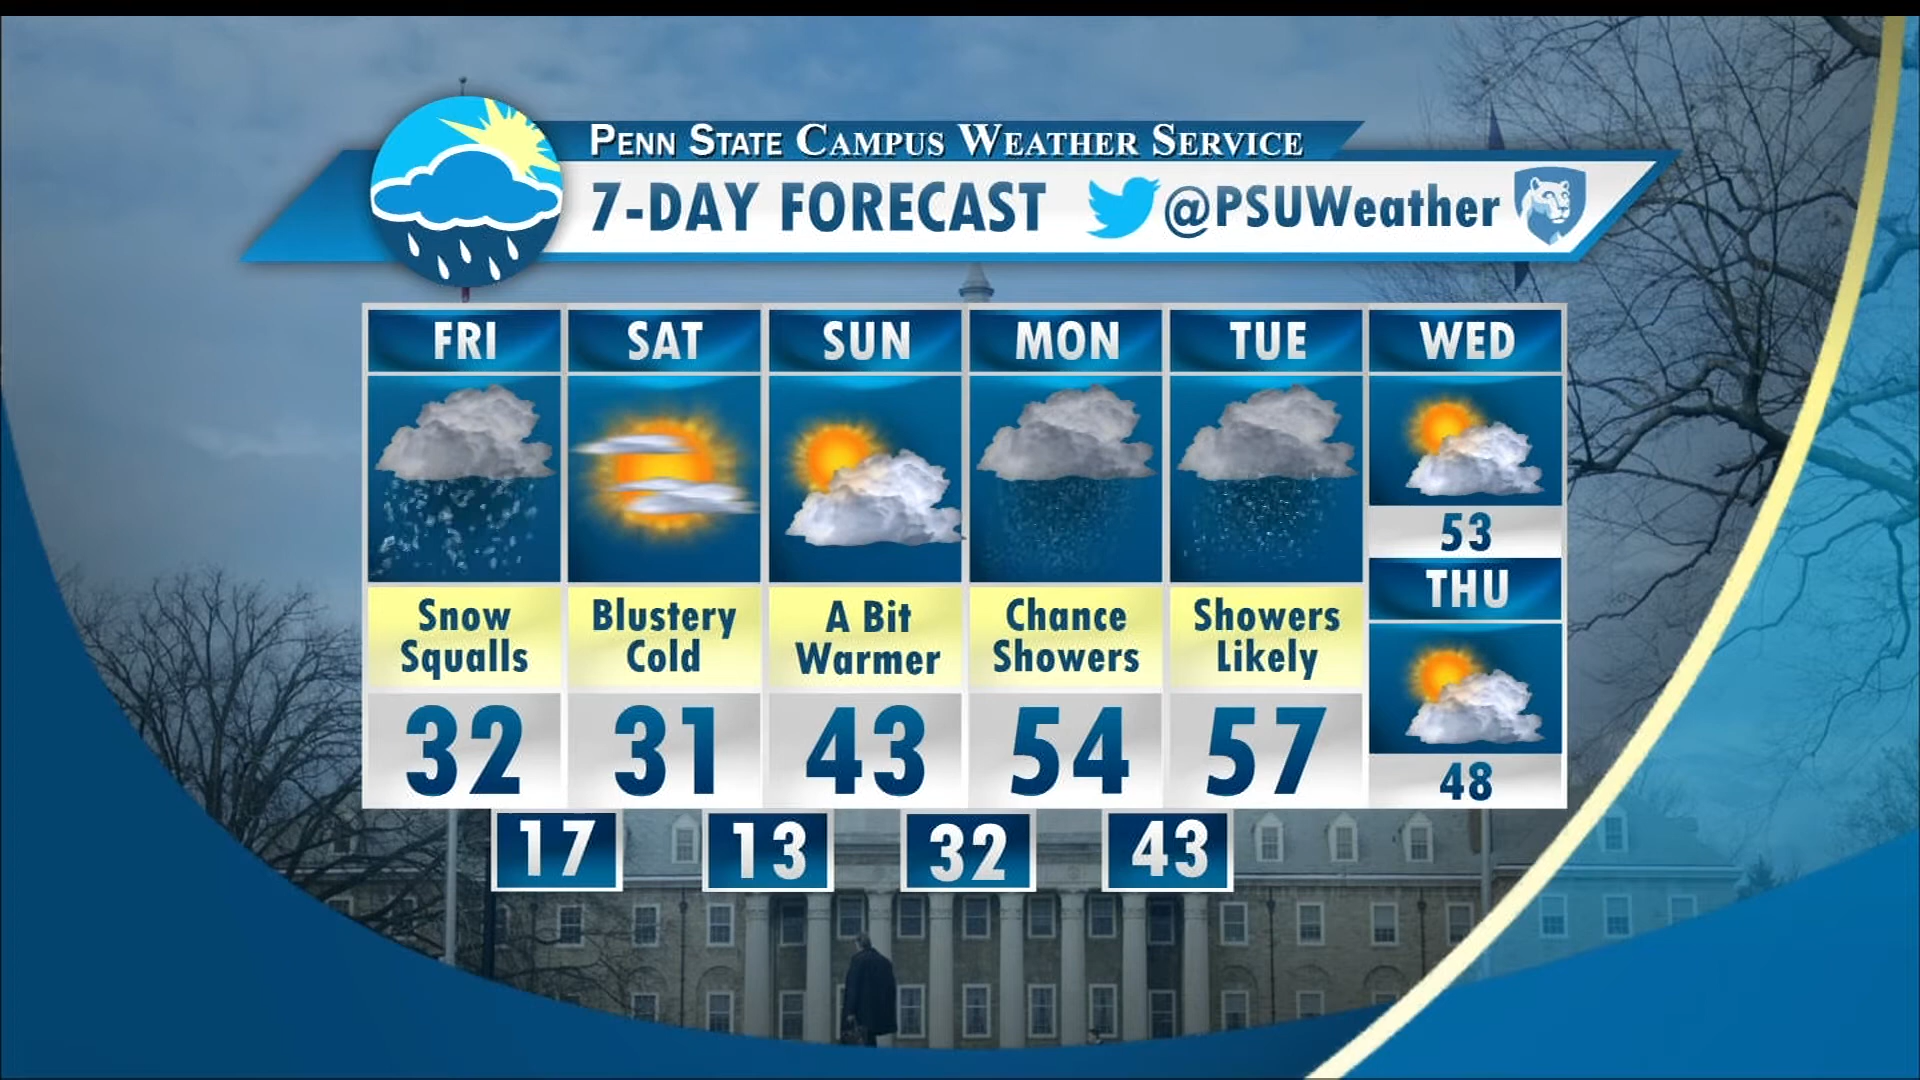 PENN STATE CAMPUS WEATHER SERVICE
7-DAY FORECAST @PSUWeather
FRI SAT SUN MON TUE WED
Snow Squalls
Blustery Cold
A Bit Warmer
Chance Showers
Showers Likely
53
THU
32 31 43 54 57 48
17 13 32 43